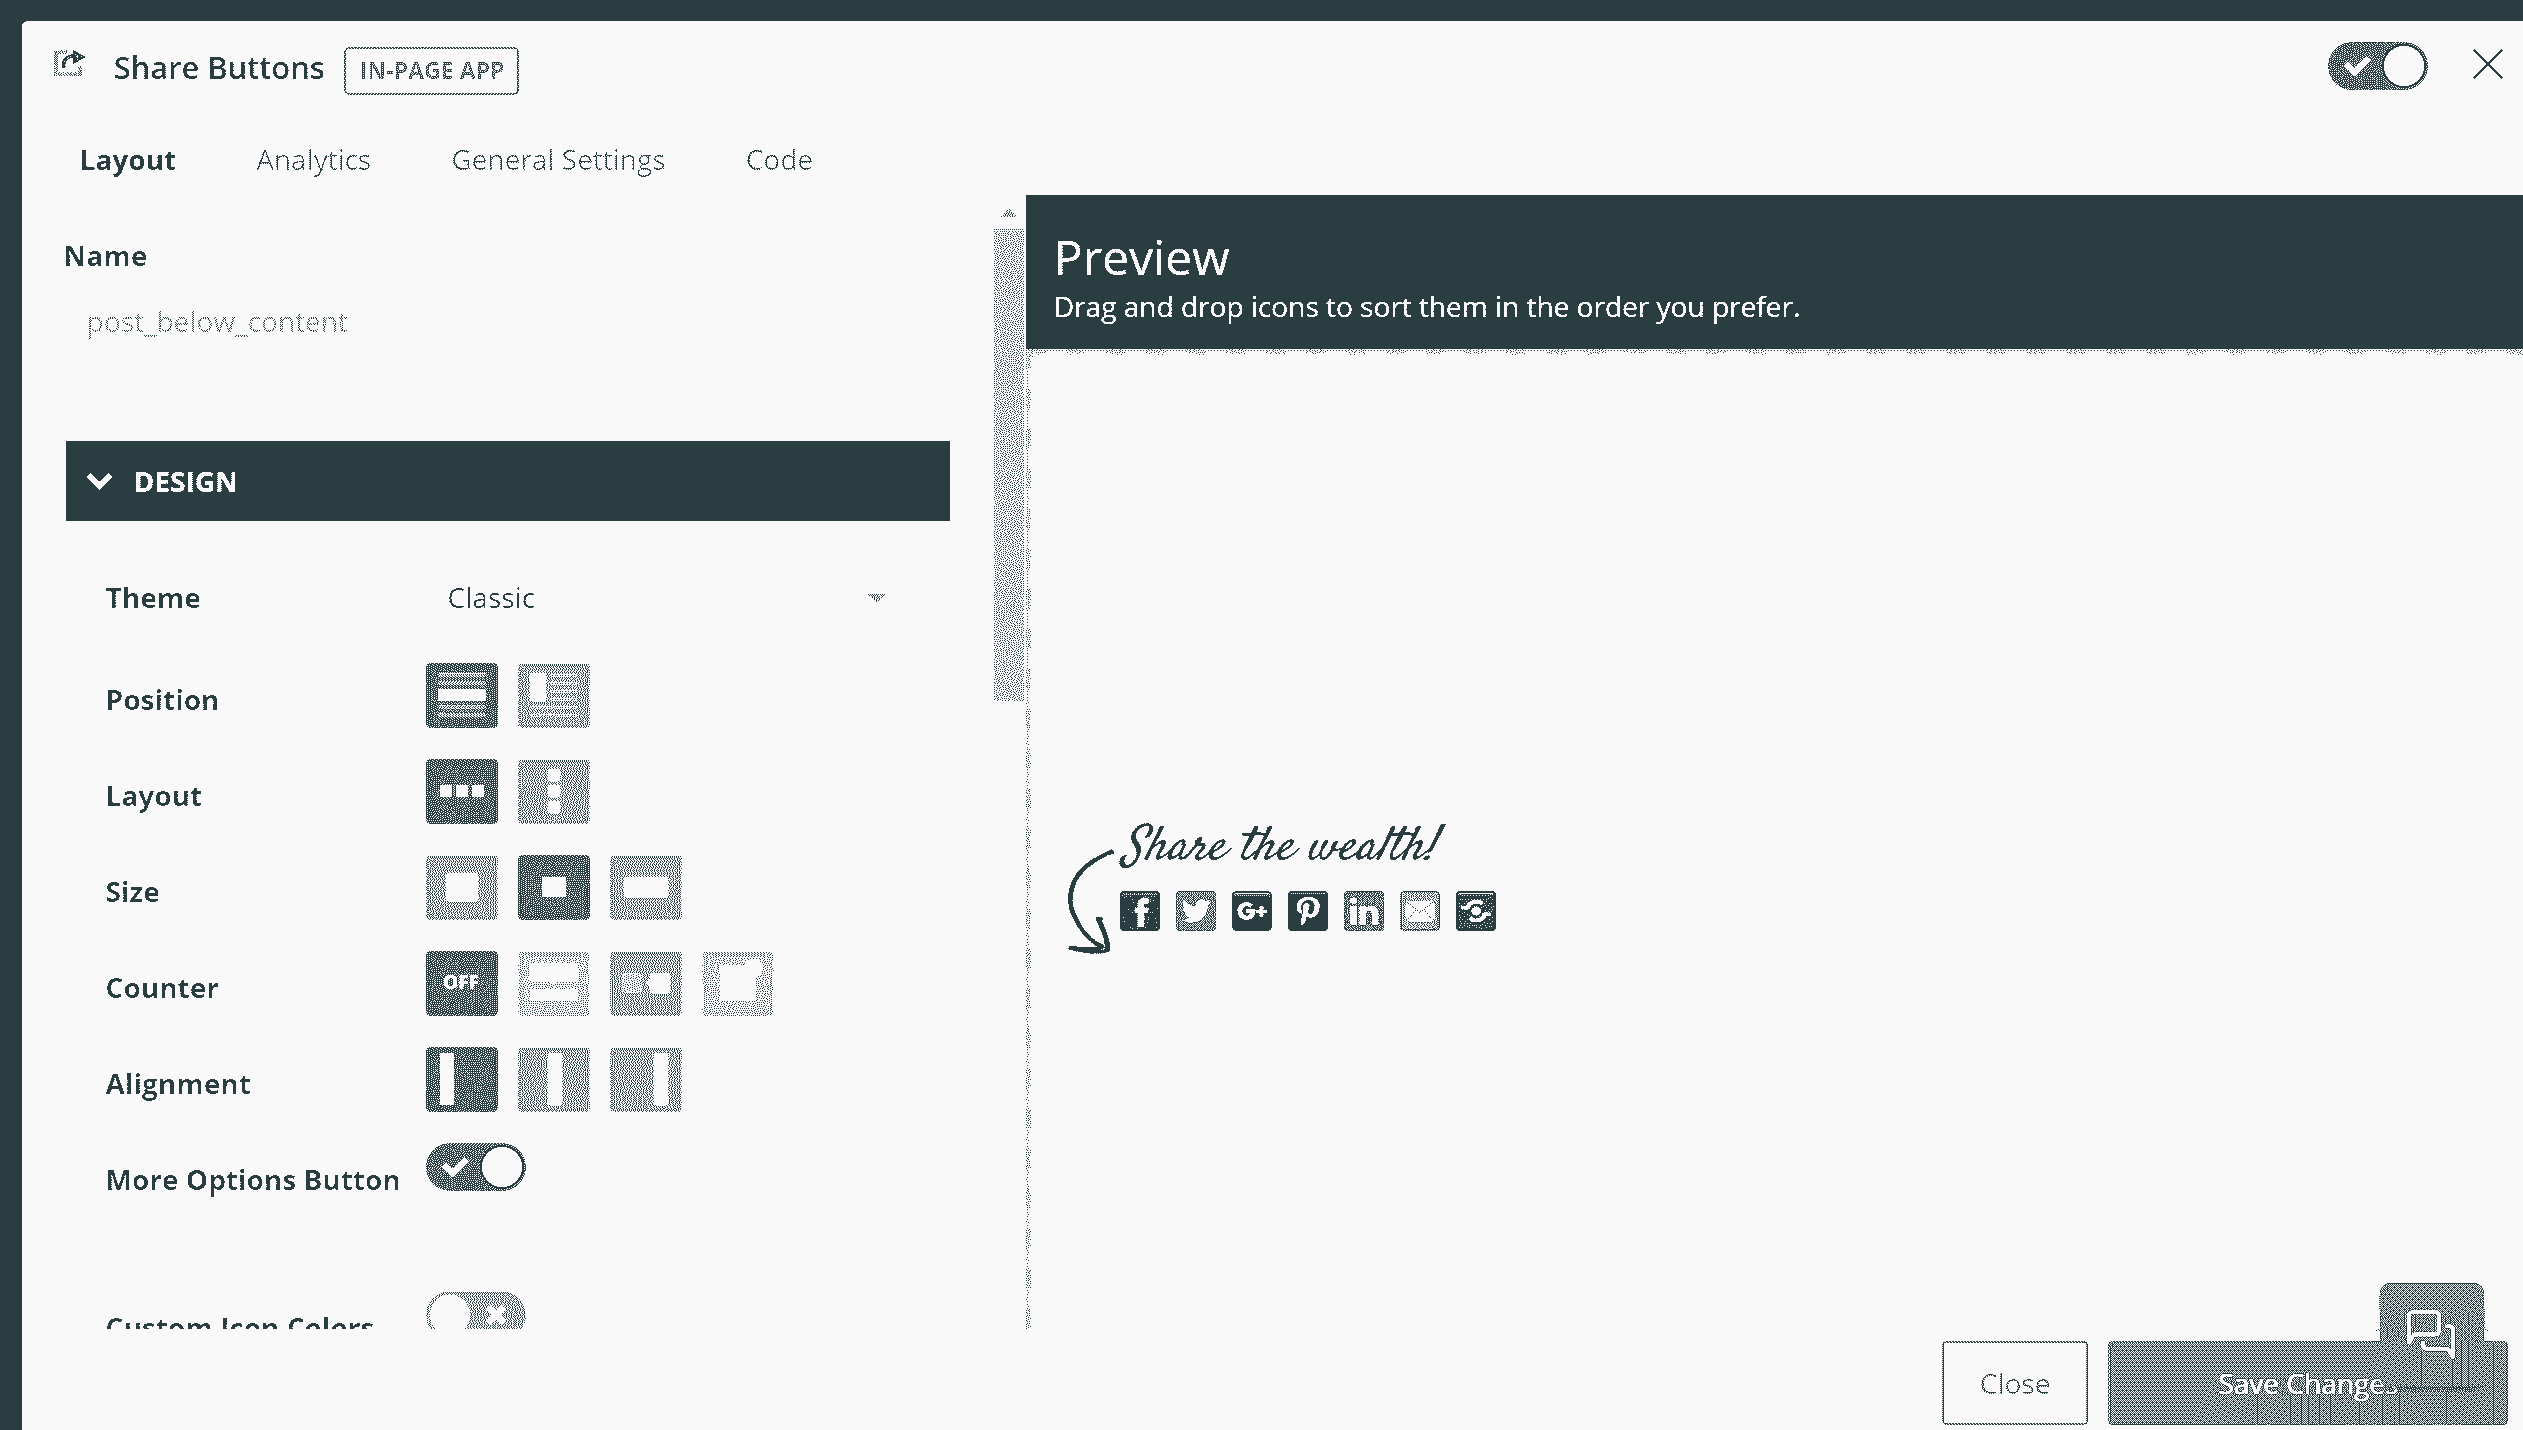 Share Buttons IN-PAGE APP
Layout Analytics General Settings Code
Name
post_below_content
DESIGN
Theme Classic
Position
Layout
Size
Counter OFF
Alignment
More Options Button
Custom Icon Colors
Preview
Drag and drop icons to sort them in the order you prefer.
Share the wealth!
f G+ in
Close Save Change